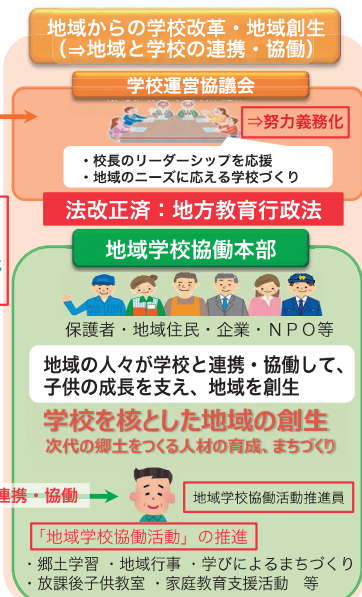 地域からの学校改革・地域創生
(⇒地域と学校の連携・協働)
学校運営協議会
⇒努力義務化
・校長のリーダーシップを応援
・地域のニーズに応える学校づくり
法改正済：地方教育行政法
地域学校協働本部
保護者・地域住民・企業・ＮＰＯ等
地域の人々が学校と連携・協働して、
子供の成長を支え、地域を創生
学校を核とした地域の創生
次代の郷土をつくる人材の育成、まちづくり
連携・協働
地域学校協働活動推進員
「地域学校協働活動」の推進
・郷土学習 ・地域行事 ・学びによるまちづくり
・放課後子供教室 ・家庭教育支援活動　等